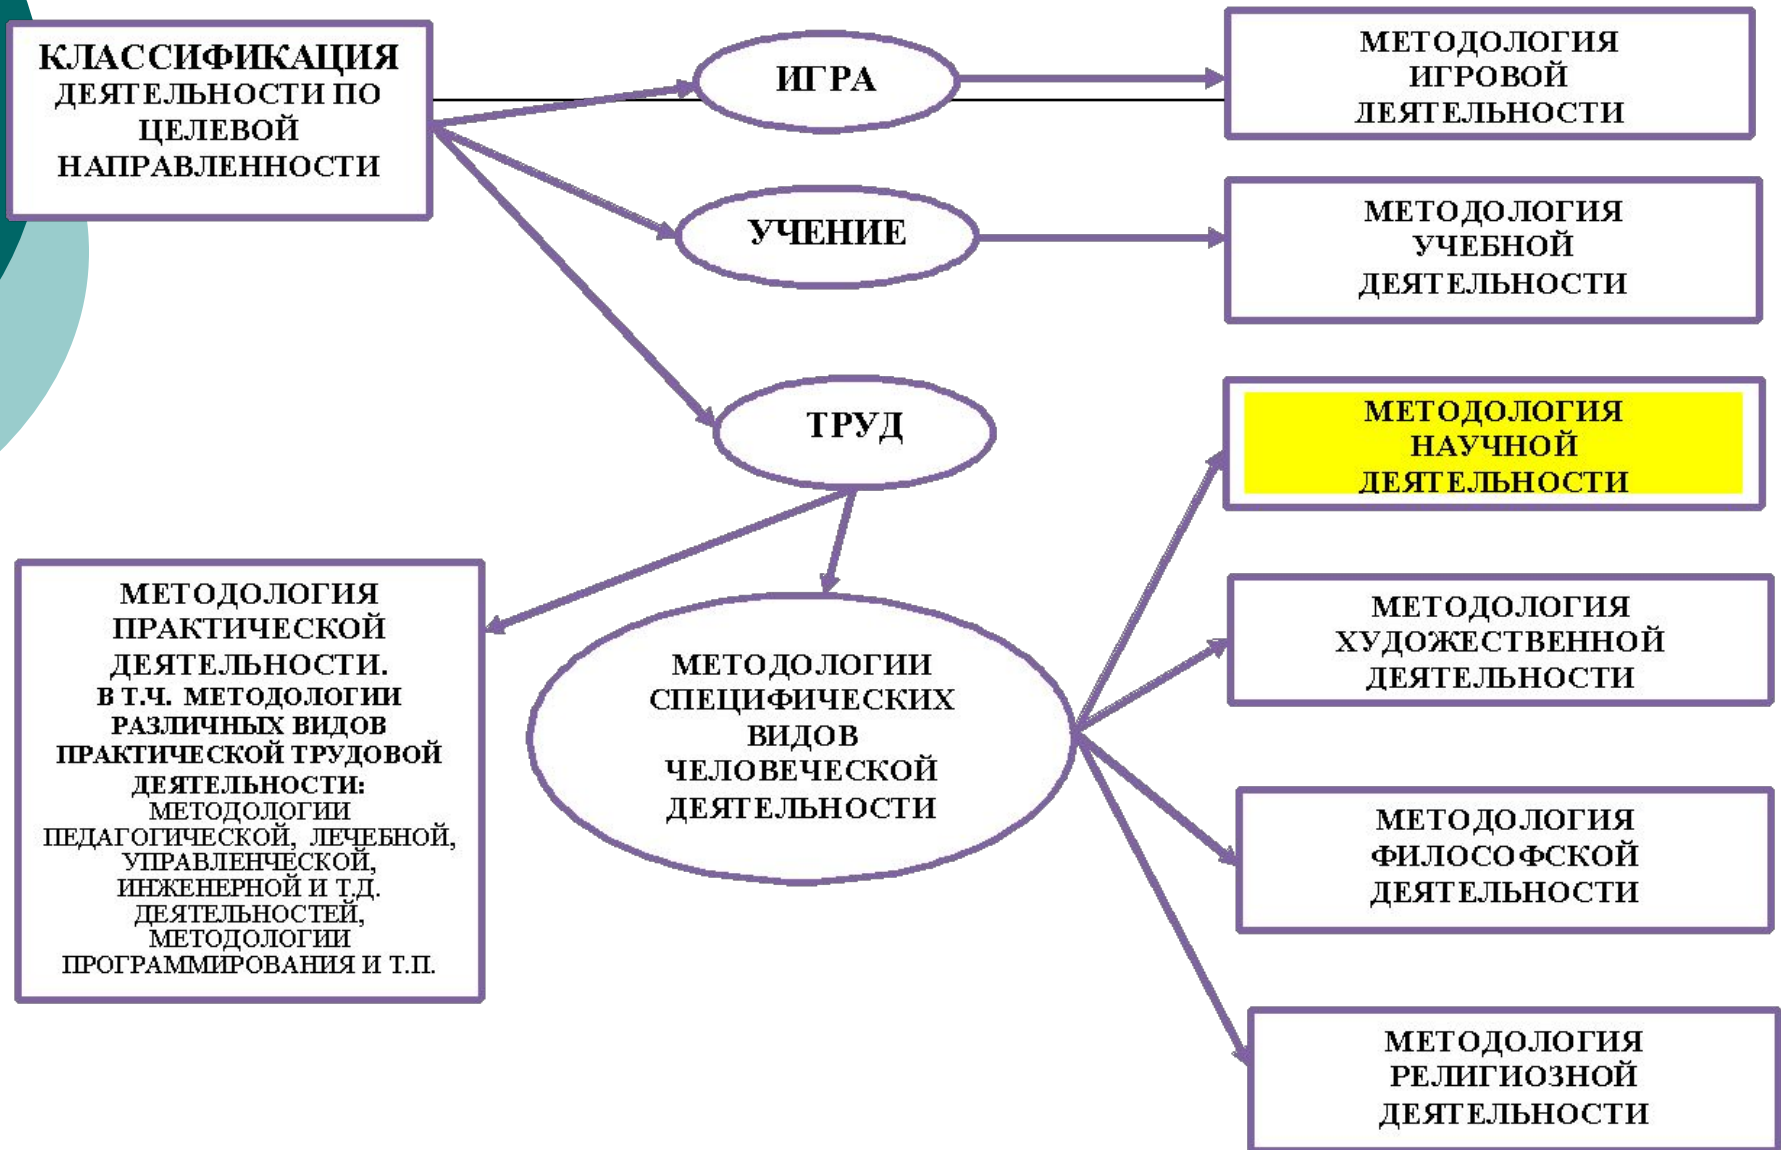 КЛАССИФИКАЦИЯ
ДЕЯТЕЛЬНОСТИ ПО
ЦЕЛЕВОЙ
НАПРАВЛЕННОСТИ
ИГРА
МЕТОДОЛОГИЯ
ИГРОВОЙ
ДЕЯТЕЛЬНОСТИ
УЧЕНИЕ
МЕТОДОЛОГИЯ
УЧЕБНОЙ
ДЕЯТЕЛЬНОСТИ
ТРУД
МЕТОДОЛОГИЯ
НАУЧНОЙ
ДЕЯТЕЛЬНОСТИ
МЕТОДОЛОГИЯ
ПРАКТИЧЕСКОЙ
ДЕЯТЕЛЬНОСТИ.
В Т.Ч. МЕТОДОЛОГИИ
РАЗЛИЧНЫХ ВИДОВ
ПРАКТИЧЕСКОЙ ТРУДОВОЙ
ДЕЯТЕЛЬНОСТИ:
МЕТОДОЛОГИИ
ПЕДАГОГИЧЕСКОЙ, ЛЕЧЕБНОЙ,
УПРАВЛЕНЧЕСКОЙ,
ИНЖЕНЕРНОЙ И Т.Д.
ДЕЯТЕЛЬНОСТЕЙ,
МЕТОДОЛОГИИ
ПРОГРАММИРОВАНИЯ И Т.П.
МЕТОДОЛОГИИ
СПЕЦИФИЧЕСКИХ
ВИДОВ
ЧЕЛОВЕЧЕСКОЙ
ДЕЯТЕЛЬНОСТИ
МЕТОДОЛОГИЯ
ХУДОЖЕСТВЕННОЙ
ДЕЯТЕЛЬНОСТИ
МЕТОДОЛОГИЯ
ФИЛОСОФСКОЙ
ДЕЯТЕЛЬНОСТИ
МЕТОДОЛОГИЯ
РЕЛИГИОЗНОЙ
ДЕЯТЕЛЬНОСТИ